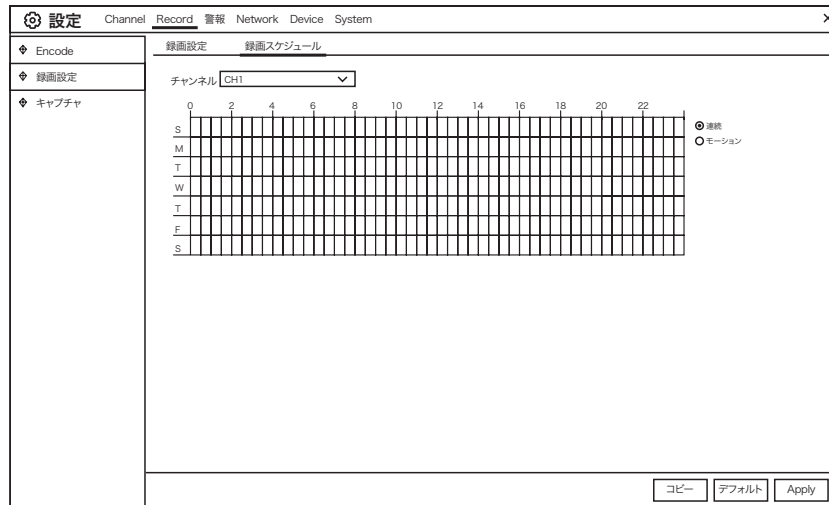 設定 Channel Record 警報 Network Device System ×
Encode
録画設定
キャプチャ
録画設定 録画スケジュール
チャンネル CH1
0 2 4 6 8 10 12 14 16 18 20 22
S
M
T
W
T
F
S
連続
モーション
コピー デフォルト Apply